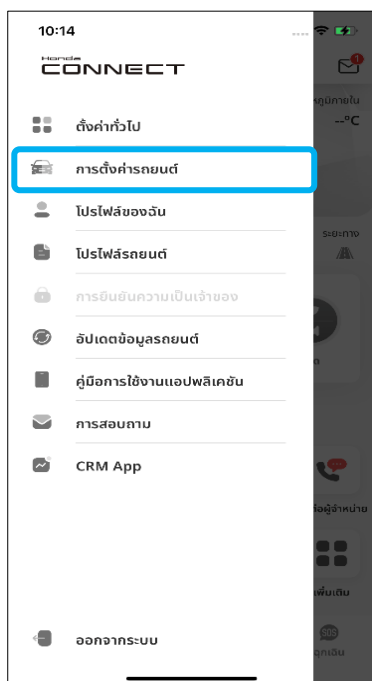 10:14
Honda
CONNECT
1
ตั้งค่าทั่วไป
--°C
การตั้งค่ารถยนต์
โปรไฟล์ของฉัน
ระยะทาง
โปรไฟล์รถยนต์
การยืนยันความเป็นเจ้าของ
อัปเดตข้อมูลรถยนต์
คู่มือการใช้งานแอปพลิเคชัน
การสอบถาม
CRM App
SOS
ออกจากระบบ